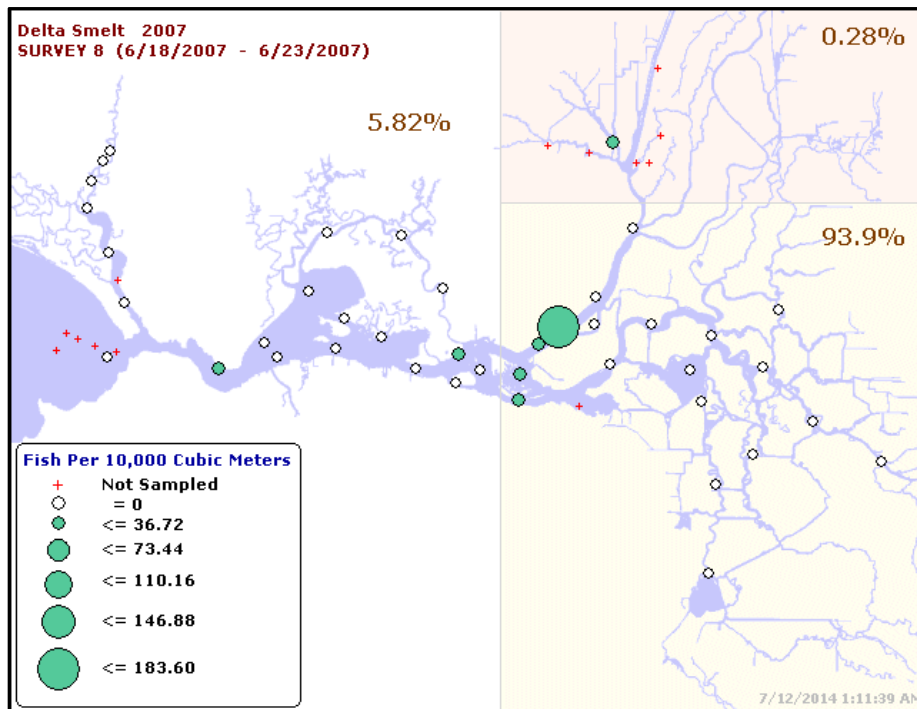 Delta Smelt 2007
SURVEY 8 (6/18/2007 - 6/23/2007)
0.28%
5.82%
93.9%
Fish Per 10,000 Cubic Meters
Not Sampled
= 0
<= 36.72
<= 73.44
<= 110.16
<= 146.88
<= 183.60
7/12/2014 1:11:39 AM